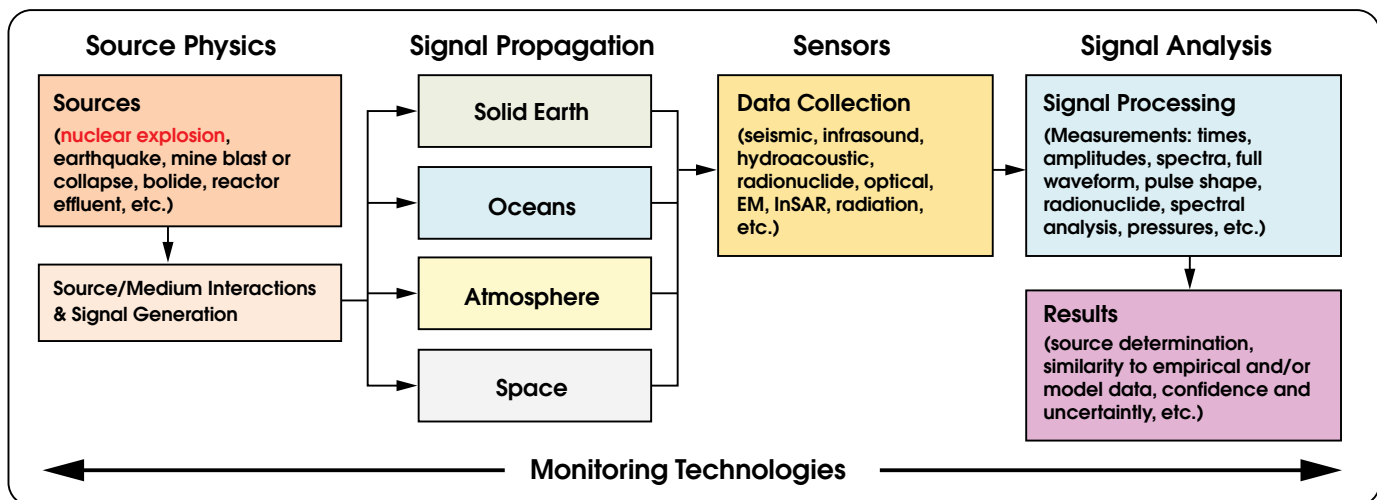 Source Physics
Signal Propagation
Sensors
Signal Analysis
Sources
(nuclear explosion,
earthquake, mine blast or
collapse, bolide, reactor
effluent, etc.)
Source/Medium Interactions
& Signal Generation
Solid Earth
Oceans
Atmosphere
Space
Data Collection
(seismic, infrasound,
hydroacoustic,
radionuclide, optical,
EM, InSAR, radiation,
etc.)
Signal Processing
(Measurements: times,
amplitudes, spectra, full
waveform, pulse shape,
radionuclide, spectral
analysis, pressures, etc.)
Results
(source determination,
similarity to empirical and/or
model data, confidence and
uncertaintly, etc.)
Monitoring Technologies